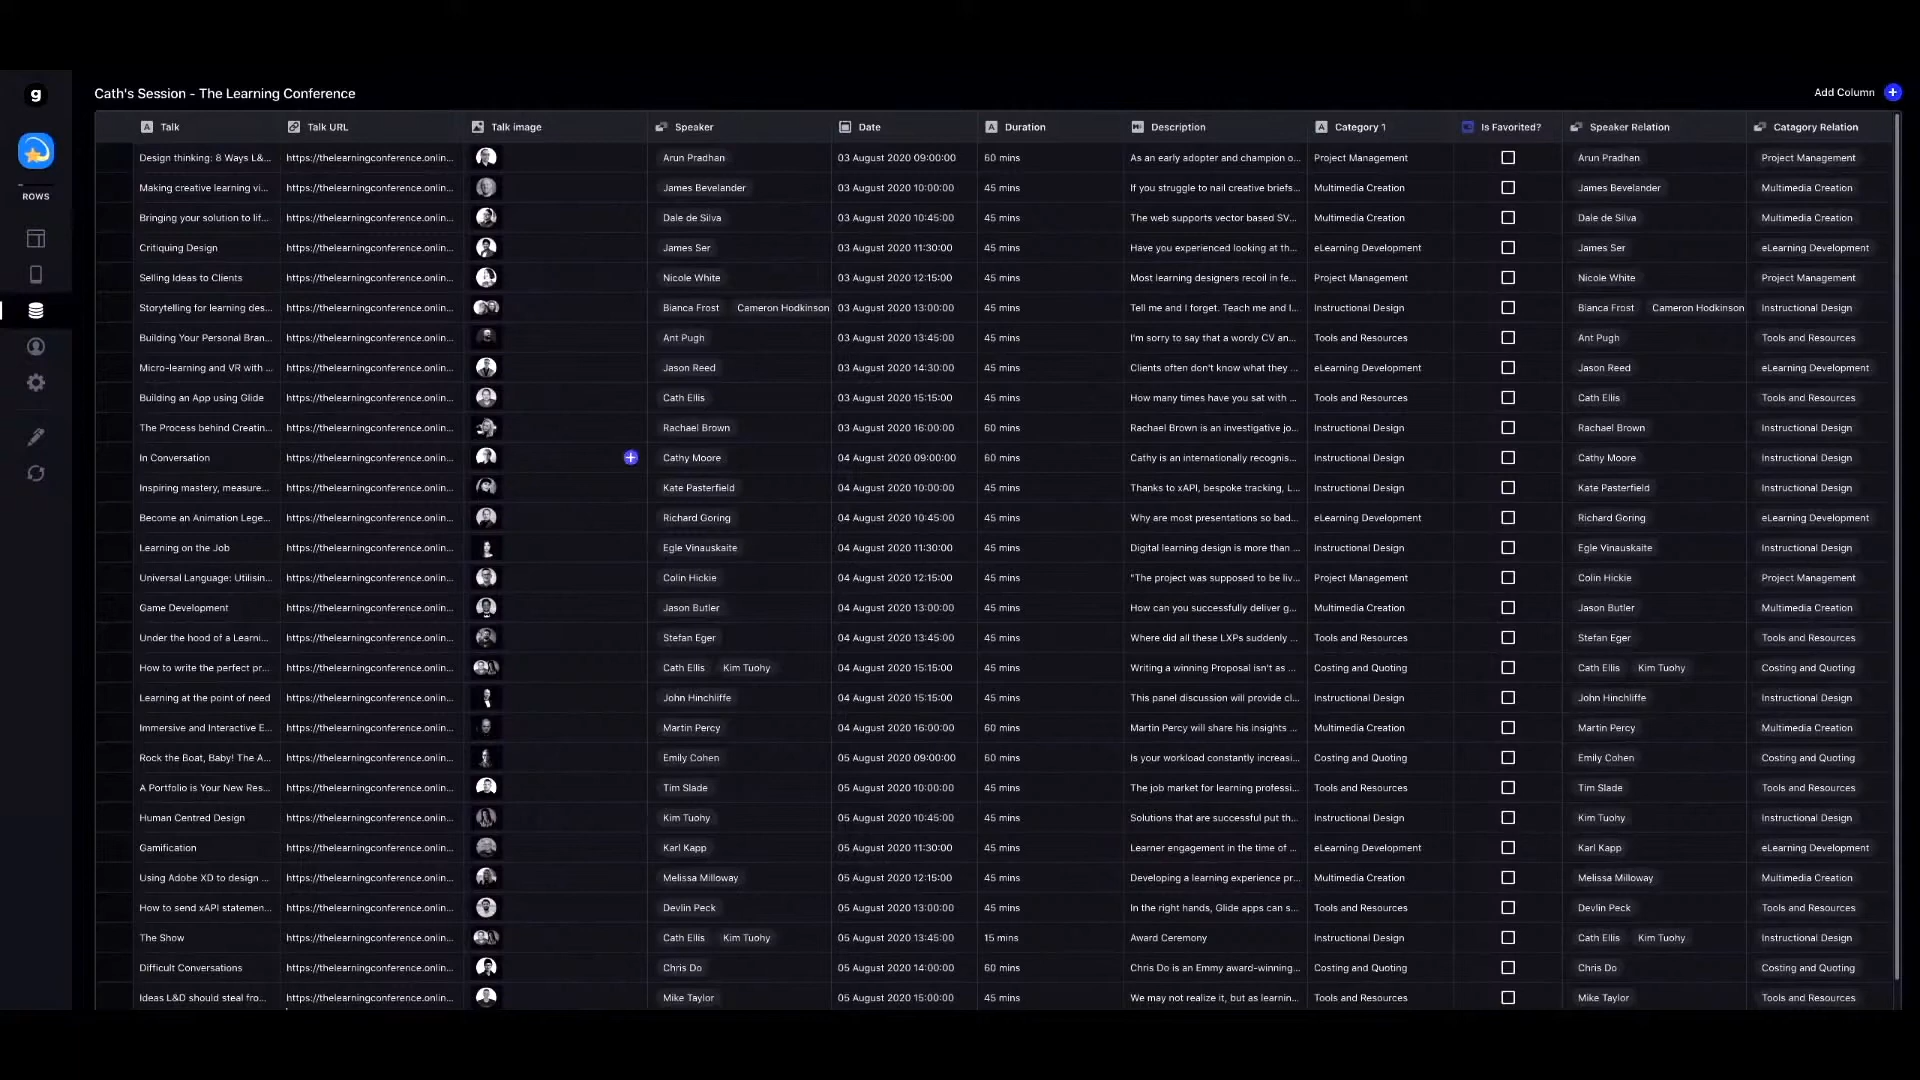 g
Cath's Session - The Learning Conference
Add Column
ROWS
Talk Talk URL Talk image Speaker Date Duration Description Category 1 Is Favorited? Speaker Relation Catagory Relation
Design thinking: 8 Ways L&... https://thelearningconference.onlin... Arun Pradhan 03 August 2020 09:00:00 60 mins As an early adopter and champion o... Project Management Arun Pradhan Project Management
Making creative learning vi... https://thelearningconference.onlin... James Bevelander 03 August 2020 10:00:00 45 mins If you struggle to nail creative briefs... Multimedia Creation James Bevelander Multimedia Creation
Bringing your solution to lif... https://thelearningconference.onlin... Dale de Silva 03 August 2020 10:45:00 45 mins The web supports vector based SV... Multimedia Creation Dale de Silva Multimedia Creation
Critiquing Design https://thelearningconference.onlin... James Ser 03 August 2020 11:30:00 45 mins Have you experienced looking at th... eLearning Development James Ser eLearning Development
Selling Ideas to Clients https://thelearningconference.onlin... Nicole White 03 August 2020 12:15:00 45 mins Most learning designers recoil in fe... Project Management Nicole White Project Management
Storytelling for learning des... https://thelearningconference.onlin... Bianca Frost Cameron Hodkinson 03 August 2020 13:00:00 45 mins Tell me and I forget. Teach me and I... Instructional Design Bianca Frost Cameron Hodkinson Instructional Design
Building Your Personal Bran... https://thelearningconference.onlin... Ant Pugh 03 August 2020 13:45:00 45 mins I'm sorry to say that a wordy CV an... Tools and Resources Ant Pugh Tools and Resources
Micro-learning and VR with ... https://thelearningconference.onlin... Jason Reed 03 August 2020 14:30:00 45 mins Clients often don't know what they ... eLearning Development Jason Reed eLearning Development
Building an App using Glide https://thelearningconference.onlin... Cath Ellis 03 August 2020 15:15:00 45 mins How many times have you sat with ... Tools and Resources Cath Ellis Tools and Resources
The Process behind Creatin... https://thelearningconference.onlin... Rachael Brown 03 August 2020 16:00:00 60 mins Rachael Brown is an investigative jo... Instructional Design Rachael Brown Instructional Design
In Conversation https://thelearningconference.onlin... Cathy Moore 04 August 2020 09:00:00 60 mins Cathy is an internationally recognis... Instructional Design Cathy Moore Instructional Design
Inspiring mastery, measure... https://thelearningconference.onlin... Kate Pasterfield 04 August 2020 10:00:00 45 mins Thanks to xAPI, bespoke tracking, L... Instructional Design Kate Pasterfield Instructional Design
Become an Animation Lege... https://thelearningconference.onlin... Richard Goring 04 August 2020 10:45:00 45 mins Why are most presentations so bad... eLearning Development Richard Goring eLearning Development
Learning on the Job https://thelearningconference.onlin... Egle Vinauskaite 04 August 2020 11:30:00 45 mins Digital learning design is more than ... Instructional Design Egle Vinauskaite Instructional Design
Universal Language: Utilisin... https://thelearningconference.onlin... Colin Hickie 04 August 2020 12:15:00 45 mins "The project was supposed to be liv... Project Management Colin Hickie Project Management
Game Development https://thelearningconference.onlin... Jason Butler 04 August 2020 13:00:00 45 mins How can you successfully deliver g... Multimedia Creation Jason Butler Multimedia Creation
Under the hood of a Learni... https://thelearningconference.onlin... Stefan Eger 04 August 2020 13:45:00 45 mins Where did all these LXPs suddenly ... Tools and Resources Stefan Eger Tools and Resources
How to write the perfect pr... https://thelearningconference.onlin... Cath Ellis Kim Tuohy 04 August 2020 15:15:00 45 mins Writing a winning Proposal isn't as ... Costing and Quoting Cath Ellis Kim Tuohy Costing and Quoting
Learning at the point of need https://thelearningconference.onlin... John Hinchliffe 04 August 2020 15:15:00 45 mins This panel discussion will provide cl... Instructional Design John Hinchliffe Instructional Design
Immersive and Interactive E... https://thelearningconference.onlin... Martin Percy 04 August 2020 16:00:00 60 mins Martin Percy will share his insights ... Multimedia Creation Martin Percy Multimedia Creation
Rock the Boat, Baby! The A... https://thelearningconference.onlin... Emily Cohen 05 August 2020 09:00:00 60 mins Is your workload constantly increasi... Costing and Quoting Emily Cohen Costing and Quoting
A Portfolio is Your New Res... https://thelearningconference.onlin... Tim Slade 05 August 2020 10:00:00 45 mins The job market for learning professi... Tools and Resources Tim Slade Tools and Resources
Human Centred Design https://thelearningconference.onlin... Kim Tuohy 05 August 2020 10:45:00 45 mins Solutions that are successful put th... Instructional Design Kim Tuohy Instructional Design
Gamification https://thelearningconference.onlin... Karl Kapp 05 August 2020 11:30:00 45 mins Learner engagement in the time of ... eLearning Development Karl Kapp eLearning Development
Using Adobe XD to design ... https://thelearningconference.onlin... Melissa Milloway 05 August 2020 12:15:00 45 mins Developing a learning experience pr... Multimedia Creation Melissa Milloway Multimedia Creation
How to send xAPI statemen... https://thelearningconference.onlin... Devlin Peck 05 August 2020 13:00:00 45 mins In the right hands, Glide apps can s... Tools and Resources Devlin Peck Tools and Resources
The Show https://thelearningconference.onlin... Cath Ellis Kim Tuohy 05 August 2020 13:45:00 15 mins Award Ceremony Instructional Design Cath Ellis Kim Tuohy Instructional Design
Difficult Conversations https://thelearningconference.onlin... Chris Do 05 August 2020 14:00:00 60 mins Chris Do is an Emmy award-winning... Costing and Quoting Chris Do Costing and Quoting
Ideas L&D should steal fro... https://thelearningconference.onlin... Mike Taylor 05 August 2020 15:00:00 45 mins We may not realize it, but as learnin... Tools and Resources Mike Taylor Tools and Resources